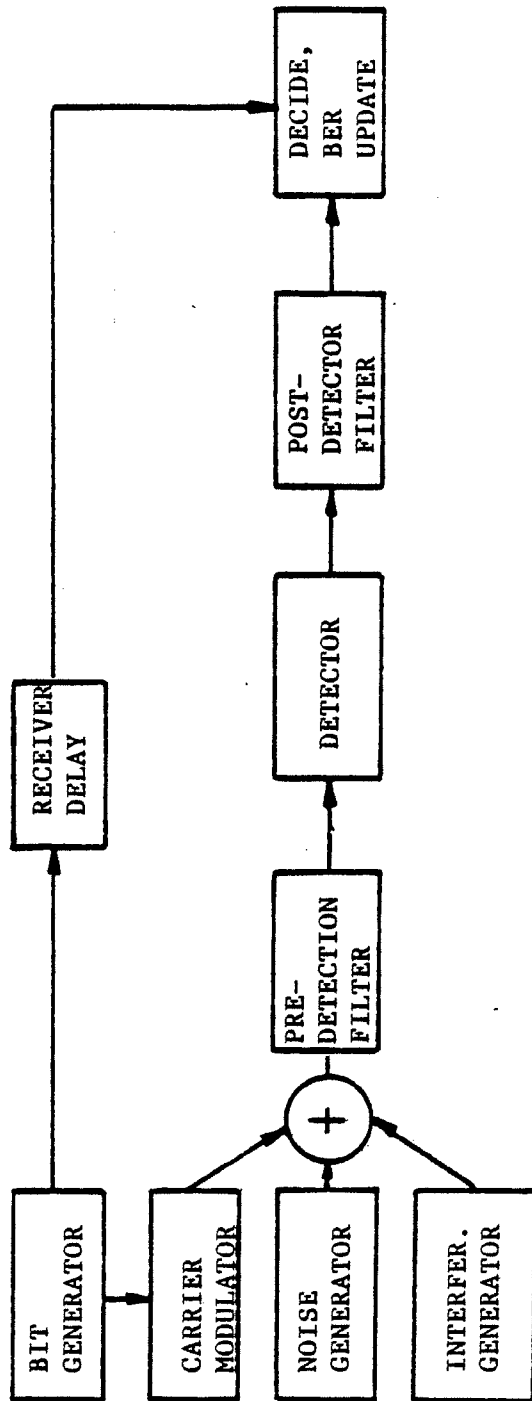 BIT
GENERATOR
RECEIVER
DELAY
CARRIER
MODULATOR
NOISE
GENERATOR
INTERFER.
GENERATOR
+
PRE-
DETECTION
FILTER
DETECTOR
POST-
DETECTOR
FILTER
DECIDE,
BER
UPDATE